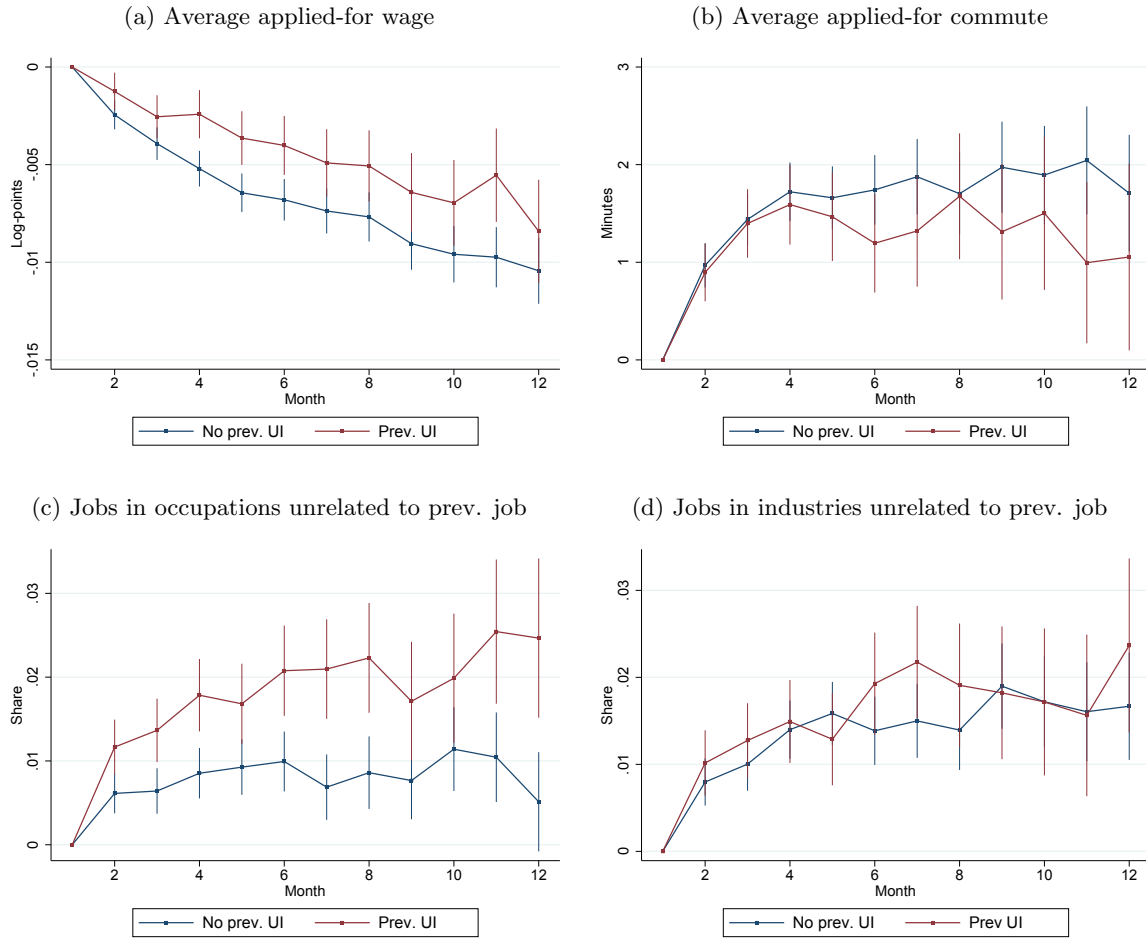 (a) Average applied-for wage
0
-.005
-.01
-.015
Log-points
2 4 6 8 10 12
Month
No prev. UI Prev. UI
(b) Average applied-for commute
3
2
1
0
Minutes
2 4 6 8 10 12
Month
No prev. UI Prev. UI
(c) Jobs in occupations unrelated to prev. job
.03
.02
.01
0
Share
2 4 6 8 10 12
Month
No prev. UI Prev. UI
(d) Jobs in industries unrelated to prev. job
.03
.02
.01
0
Share
2 4 6 8 10 12
Month
No prev. UI Prev UI